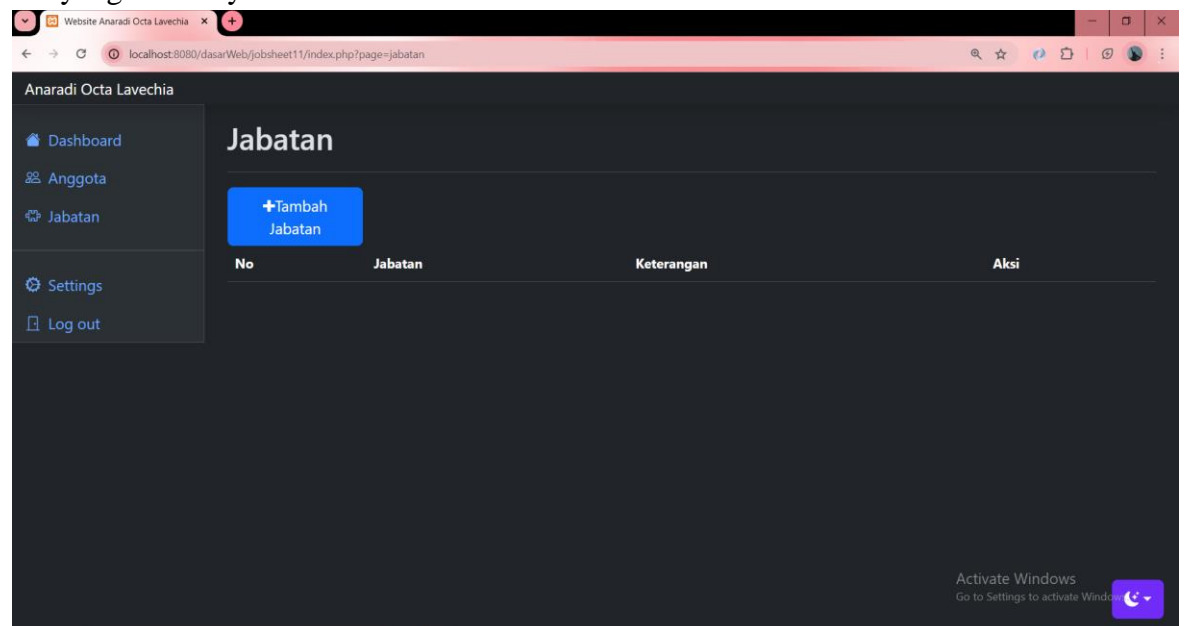 Website Anaradi Octa Lavechia
localhost:8080/dasarWeb/jobsheet11/index.php?page=jabatan
Anaradi Octa Lavechia
Dashboard
Anggota
Jabatan
Settings
Log out
Jabatan
Tambah
Jabatan
No Jabatan Keterangan Aksi
Activate Windows
Go to Settings to activate Window